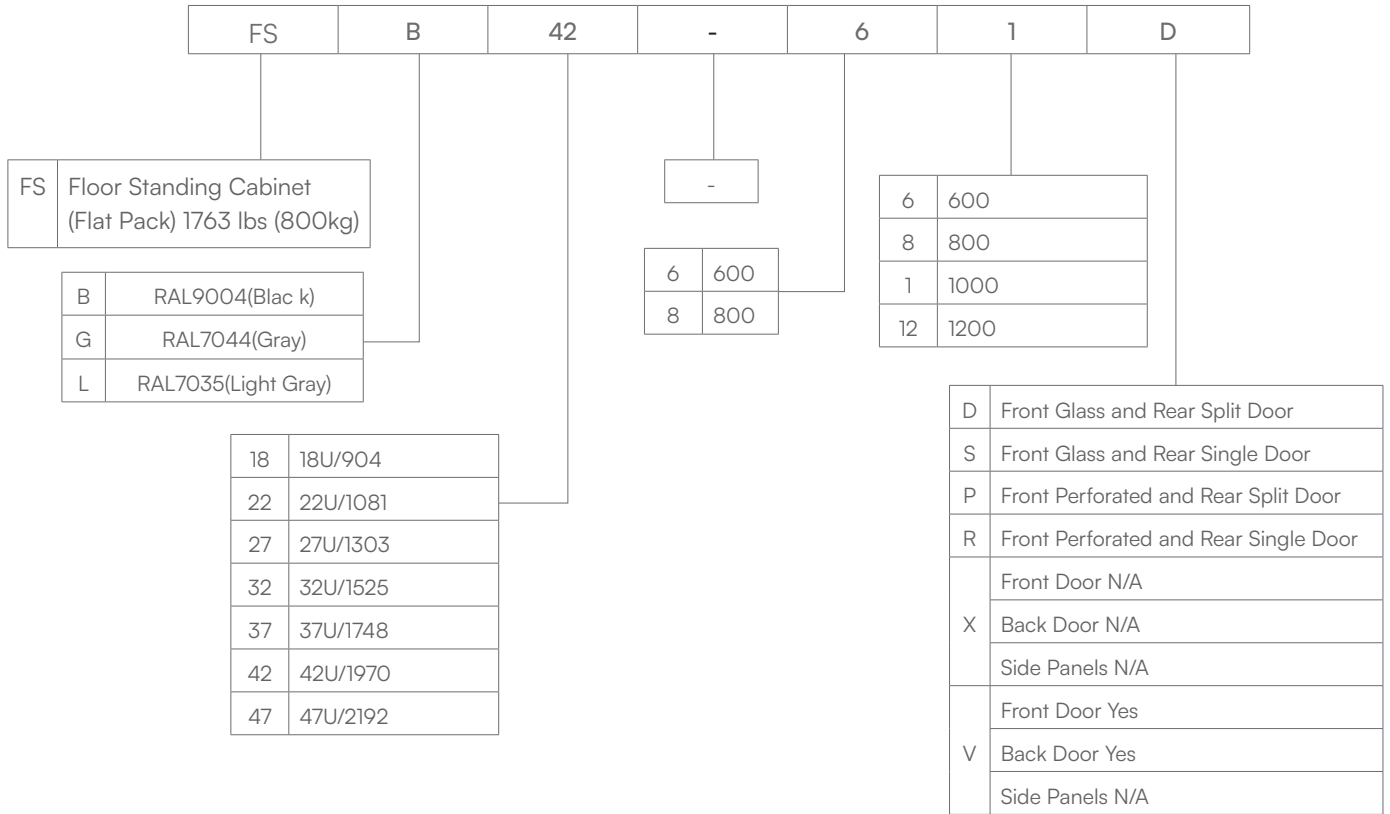 FS B 42 - 6 1 D
FS Floor Standing Cabinet
(Flat Pack) 1763 lbs (800kg)
B RAL9004(Blac k)
G RAL7044(Gray)
L RAL7035(Light Gray)
18 18U/904
22 22U/1081
27 27U/1303
32 32U/1525
37 37U/1748
42 42U/1970
47 47U/2192
-
6 600
8 800
6 600
8 800
1 1000
12 1200
D Front Glass and Rear Split Door
S Front Glass and Rear Single Door
P Front Perforated and Rear Split Door
R Front Perforated and Rear Single Door
Front Door N/A
X Back Door N/A
Side Panels N/A
Front Door Yes
V Back Door Yes
Side Panels N/A